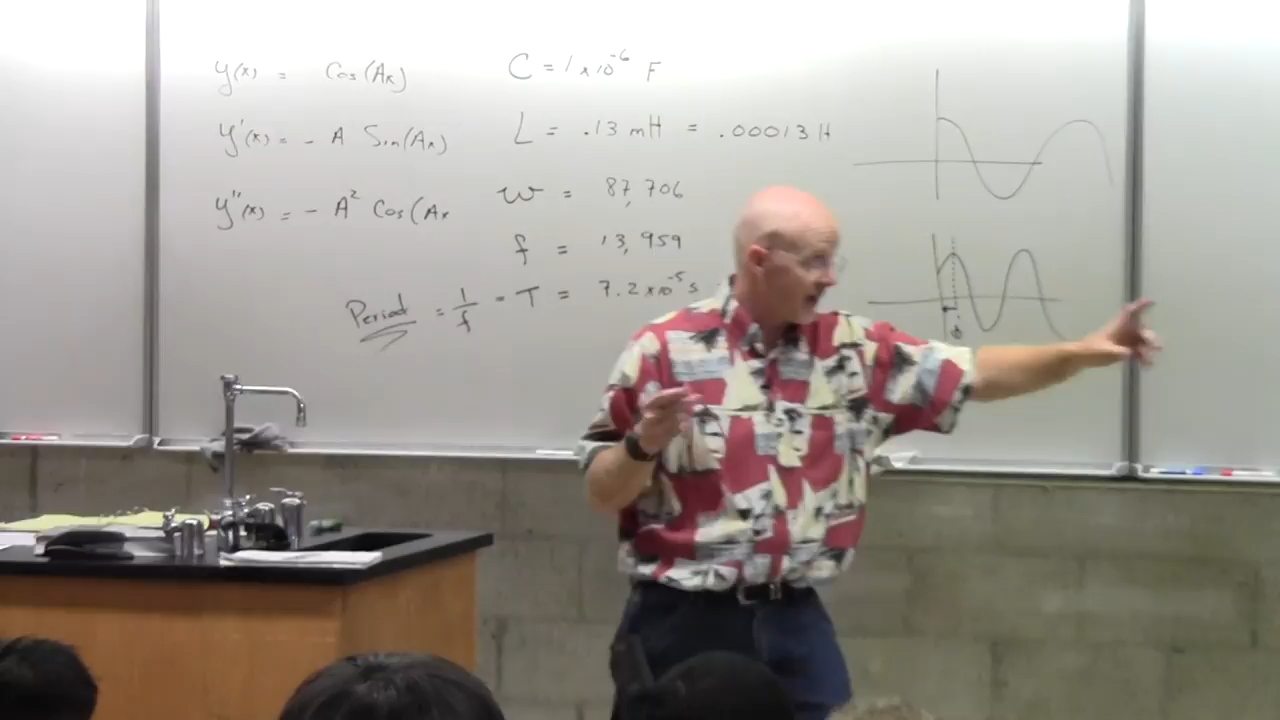 y(x) = Cos(Ax)
y'(x) = - A Sin(Ax)
y''(x) = - A² Cos(Ax
C = 1 x 10⁻⁶ F
L = .13 mH = .00013 H
w = 87,706
f = 13,959
Period = 1/f = T = 7.2 x 10⁻⁵ s
ϕ